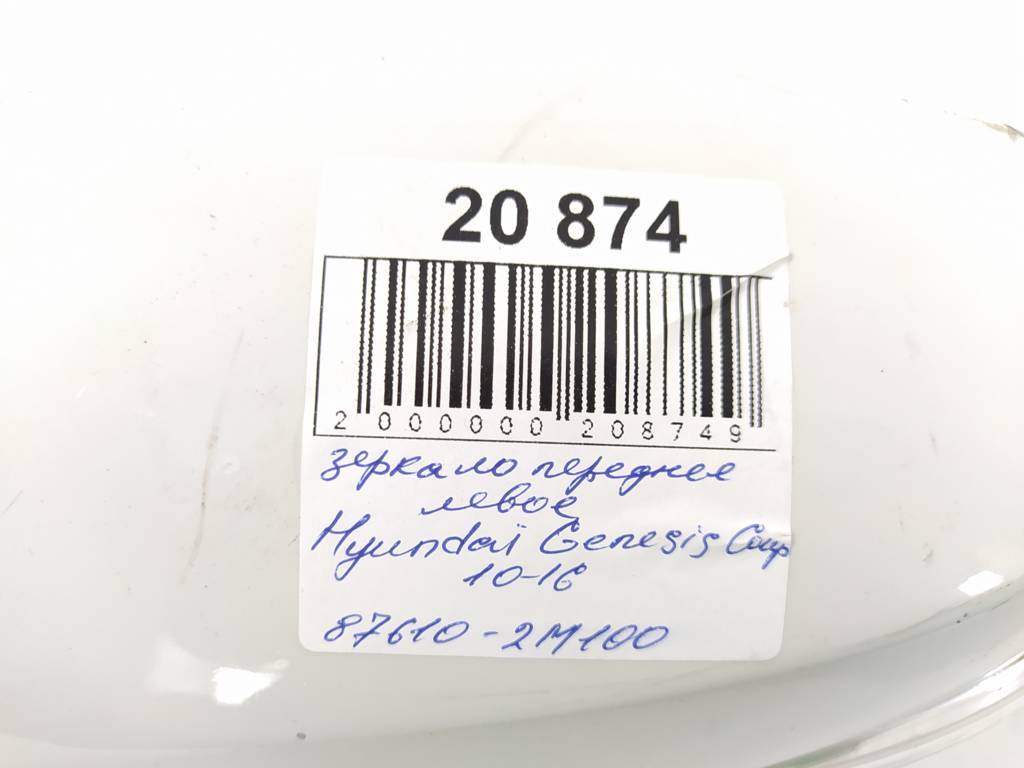 20 874
2 000000 208749
зеркало переднее
левое
Hyundai Genesis Coup
10-16
87610-2M100